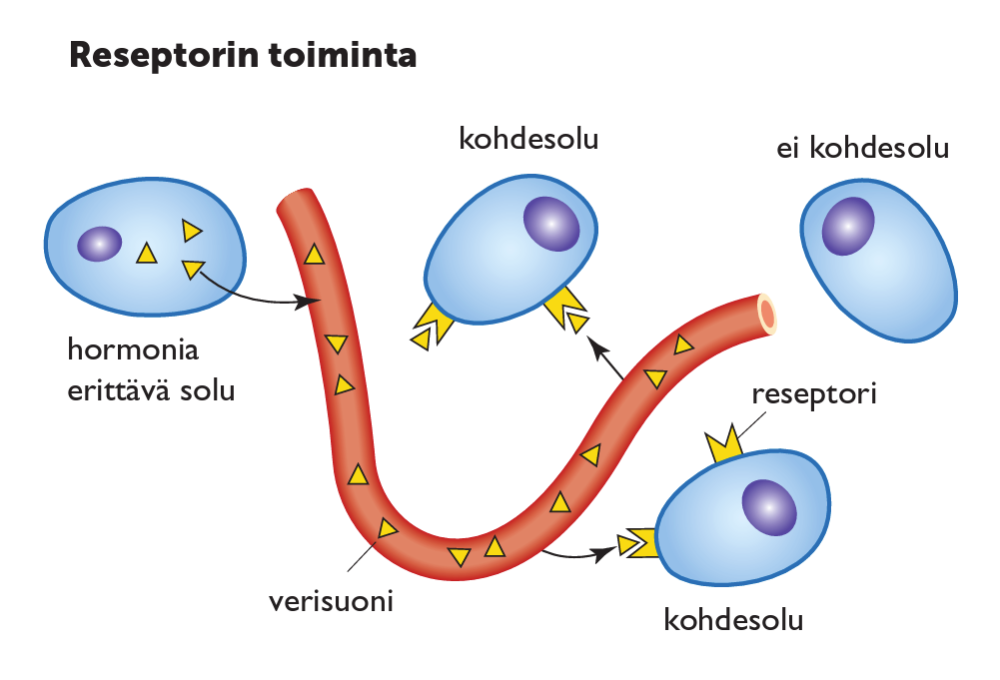 Reseptorin toiminta
kohdesolu
ei kohdesolu
hormonia
erittävä solu
reseptori
verisuoni
kohdesolu